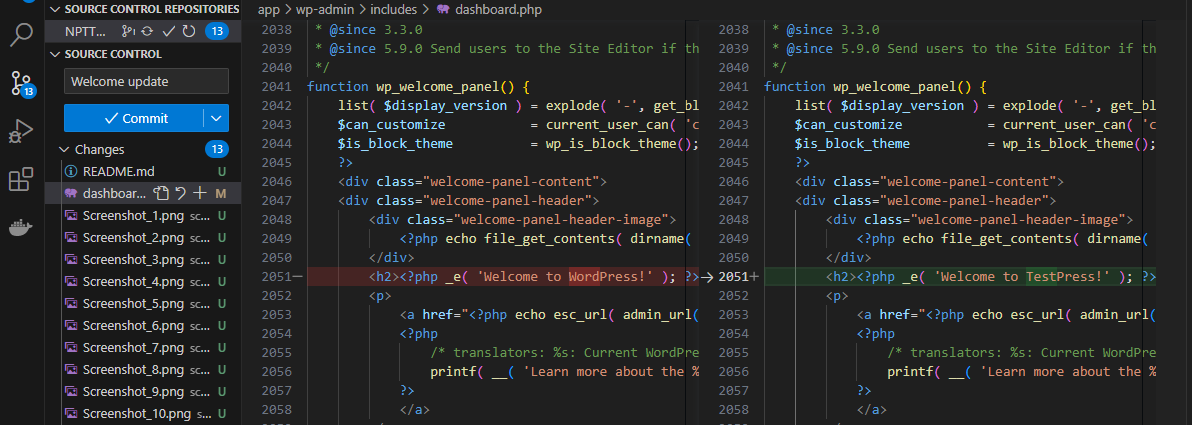 SOURCE CONTROL REPOSITORIES
NPTT... 13
SOURCE CONTROL
13
Welcome update
Commit
Changes 13
README.md U
dashboar... M
Screenshot_1.png sc... U
Screenshot_2.png sc... U
Screenshot_3.png sc... U
Screenshot_4.png sc... U
Screenshot_5.png sc... U
Screenshot_6.png sc... U
Screenshot_7.png sc... U
Screenshot_8.png sc... U
Screenshot_9.png sc... U
Screenshot_10.png sc... U
app > wp-admin > includes > dashboard.php
2038 * @since 3.3.0
2039 * @since 5.9.0 Send users to the Site Editor if th
2040 */
2041 function wp_welcome_panel() {
2042 list( $display_version ) = explode( '-', get_bl
2043 $can_customize = current_user_can( 'c
2044 $is_block_theme = wp_is_block_theme();
2045 ?>
2046 <div class="welcome-panel-content">
2047 <div class="welcome-panel-header">
2048 <div class="welcome-panel-header-image">
2049 <?php echo file_get_contents( dirname(
2050 </div>
2051− <h2><?php _e( 'Welcome to WordPress!' ); ?>
2052 <p>
2053 <a href="<?php echo esc_url( admin_url(
2054 <?php
2055 /* translators: %s: Current WordPre
2056 printf( __( 'Learn more about the %
2057 ?>
2058 </a>
2038 * @since 3.3.0
2039 * @since 5.9.0 Send users to the Site Editor if th
2040 */
2041 function wp_welcome_panel() {
2042 list( $display_version ) = explode( '-', get_bl
2043 $can_customize = current_user_can( 'c
2044 $is_block_theme = wp_is_block_theme();
2045 ?>
2046 <div class="welcome-panel-content">
2047 <div class="welcome-panel-header">
2048 <div class="welcome-panel-header-image">
2049 <?php echo file_get_contents( dirname(
2050 </div>
→ 2051+ <h2><?php _e( 'Welcome to TestPress!' ); ?>
2052 <p>
2053 <a href="<?php echo esc_url( admin_url(
2054 <?php
2055 /* translators: %s: Current WordPre
2056 printf( __( 'Learn more about the %
2057 ?>
2058 </a>